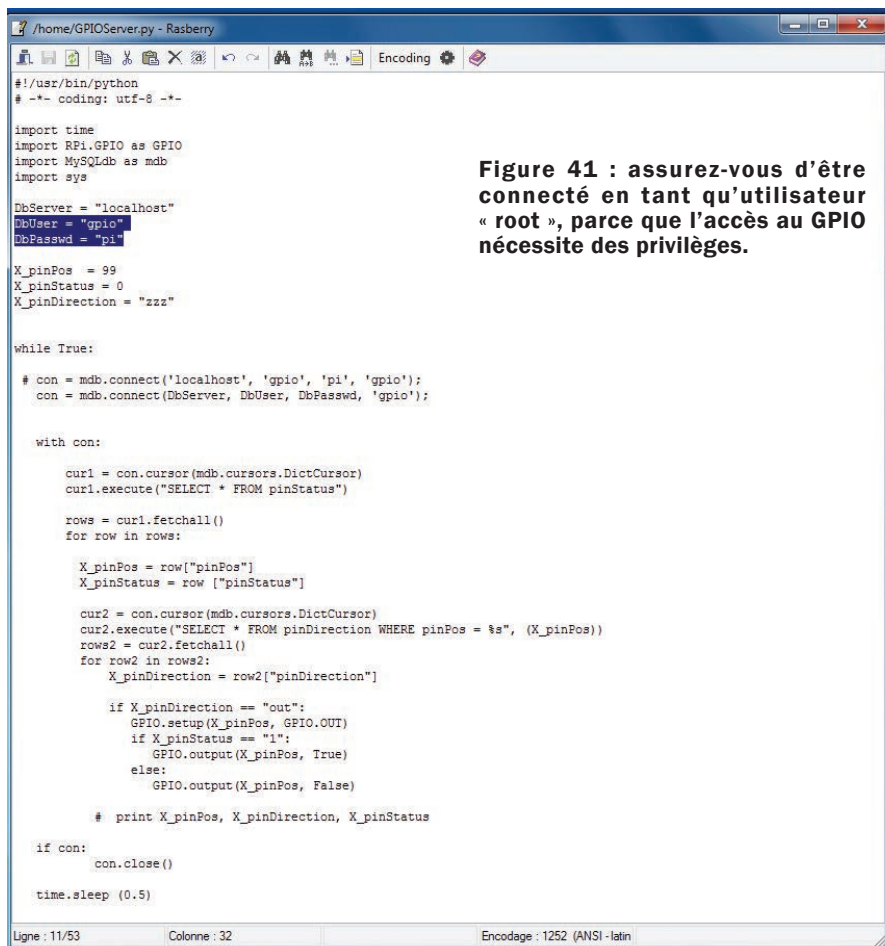 /home/GPIOServer.py - Rasberry
Encoding
#!/usr/bin/python
# -*- coding: utf-8 -*-
import time
import RPi.GPIO as GPIO
import MySQLdb as mdb
import sys
DbServer = "localhost"
DbUser = "gpio"
DbPasswd = "pi"
X_pinPos = 99
X_pinStatus = 0
X_pinDirection = "zzz"
Figure 41 : assurez-vous d'être
connecté en tant qu'utilisateur
« root », parce que l'accès au GPIO
nécessite des privilèges.
while True:
# con = mdb.connect('localhost', 'gpio', 'pi', 'gpio');
con = mdb.connect(DbServer, DbUser, DbPasswd, 'gpio');
with con:
cur1 = con.cursor(mdb.cursors.DictCursor)
cur1.execute("SELECT * FROM pinStatus")
rows = cur1.fetchall()
for row in rows:
X_pinPos = row["pinPos"]
X_pinStatus = row ["pinStatus"]
cur2 = con.cursor(mdb.cursors.DictCursor)
cur2.execute("SELECT * FROM pinDirection WHERE pinPos = %s", (X_pinPos))
rows2 = cur2.fetchall()
for row2 in rows2:
X_pinDirection = row2["pinDirection"]
if X_pinDirection == "out":
GPIO.setup(X_pinPos, GPIO.OUT)
if X_pinStatus == "1":
GPIO.output(X_pinPos, True)
else:
GPIO.output(X_pinPos, False)
# print X_pinPos, X_pinDirection, X_pinStatus
if con:
con.close()
time.sleep (0.5)
Ligne : 11/53 Colonne : 32 Encodage : 1252 (ANSI - latin